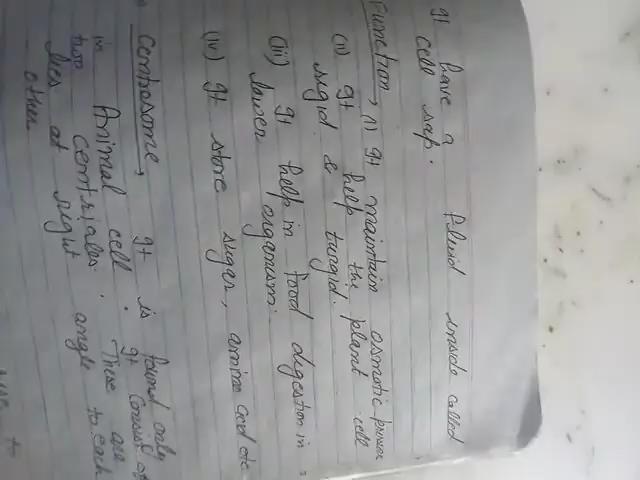 It have a fluid inside called
cell sap.
Function → (i) It maintain osmotic pressure
(ii) It help the plant cell
rigid & turgid.
(iii) It help in food digestion in
lower organism.
(iv) It store sugar, amino acid etc
Centrosome → It is found only
in Animal cell. It consist of
two centrioles. These are
lies at right angle to each
other